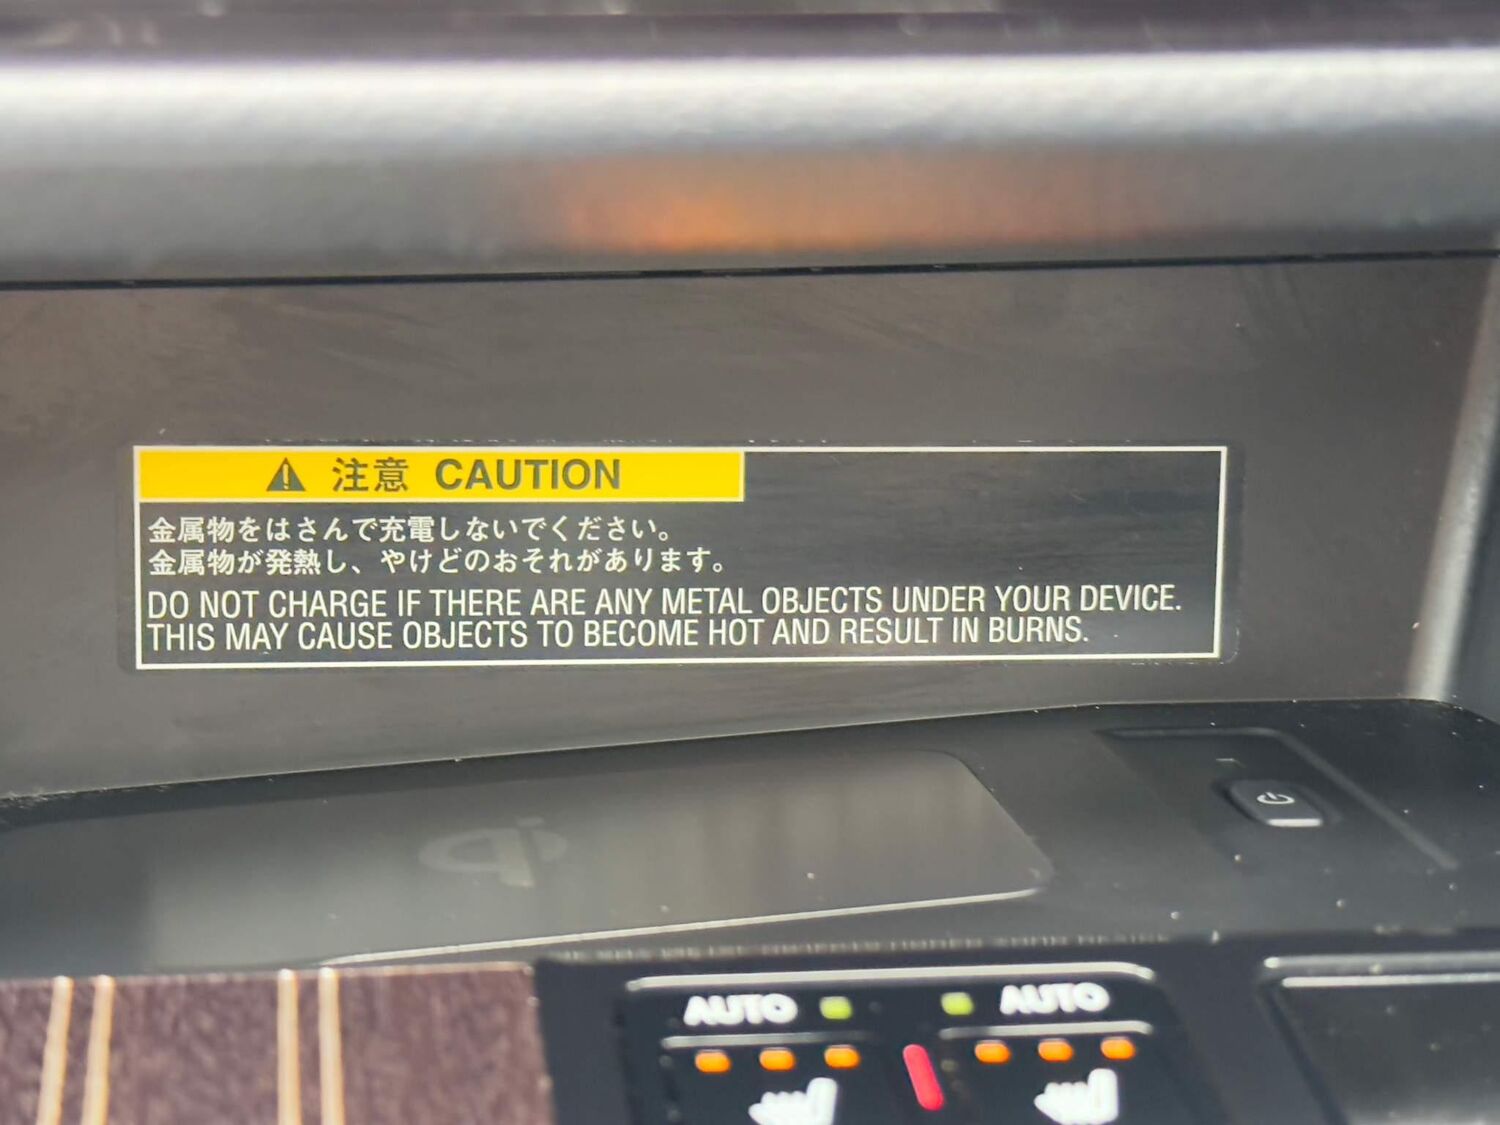 注意 CAUTION
金属物をはさんで充電しないでください。
金属物が発熱し、やけどのおそれがあります。
DO NOT CHARGE IF THERE ARE ANY METAL OBJECTS UNDER YOUR DEVICE.
THIS MAY CAUSE OBJECTS TO BECOME HOT AND RESULT IN BURNS.
qi
AUTO AUTO